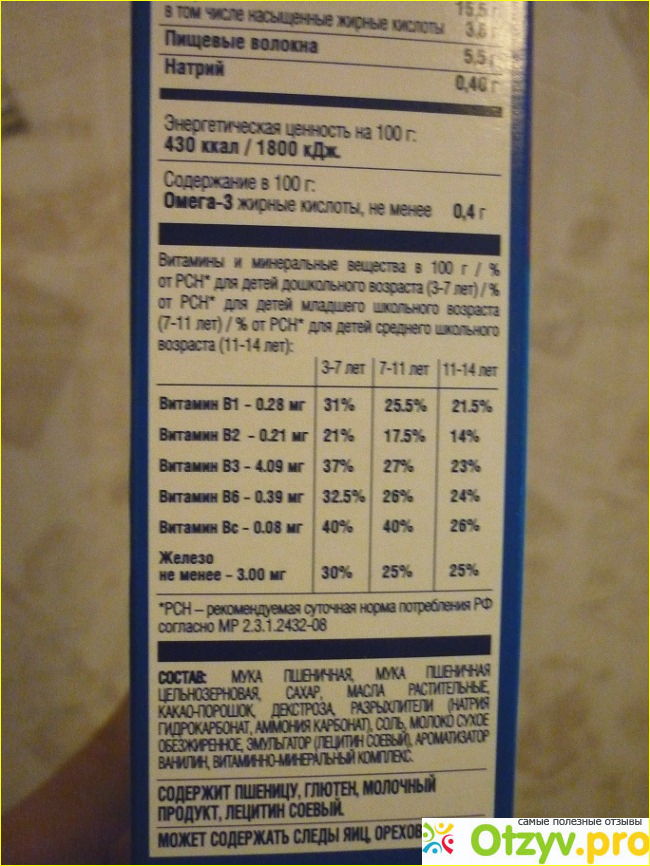 в том числе насыщенные жирные кислоты 3,8 г
Пищевые волокна 5,5 г
Натрий 0,40 г
Энергетическая ценность на 100 г:
430 ккал / 1800 кДж.
Содержание в 100 г:
Омега-3 жирные кислоты, не менее 0,4 г
Витамины и минеральные вещества в 100 г / %
от РСН* для детей дошкольного возраста (3-7 лет) / %
от РСН* для детей младшего школьного возраста
(7-11 лет) / % от РСН* для детей среднего школьного
возраста (11-14 лет):
3-7 лет 7-11 лет 11-14 лет
Витамин В1 - 0.28 мг 31% 25.5% 21.5%
Витамин В2 - 0.21 мг 21% 17.5% 14%
Витамин В3 - 4.09 мг 37% 27% 23%
Витамин В6 - 0.39 мг 32.5% 26% 24%
Витамин Вс - 0.08 мг 40% 40% 26%
Железо
не менее - 3.00 мг 30% 25% 25%
*РСН – рекомендуемая суточная норма потребления РФ
согласно МР 2.3.1.2432-08
СОСТАВ: МУКА ПШЕНИЧНАЯ, МУКА ПШЕНИЧНАЯ
ЦЕЛЬНОЗЕРНОВАЯ, САХАР, МАСЛА РАСТИТЕЛЬНЫЕ,
КАКАО-ПОРОШОК, ДЕКСТРОЗА, РАЗРЫХЛИТЕЛИ (НАТРИЯ
ГИДРОКАРБОНАТ, АММОНИЯ КАРБОНАТ), СОЛЬ, МОЛОКО СУХОЕ
ОБЕЗЖИРЕННОЕ, ЭМУЛЬГАТОР (ЛЕЦИТИН СОЕВЫЙ), АРОМАТИЗАТОР
ВАНИЛИН, ВИТАМИННО-МИНЕРАЛЬНЫЙ КОМПЛЕКС.
СОДЕРЖИТ ПШЕНИЦУ, ГЛЮТЕН, МОЛОЧНЫЙ
ПРОДУКТ, ЛЕЦИТИН СОЕВЫЙ.
МОЖЕТ СОДЕРЖАТЬ СЛЕДЫ ЯИЦ, ОРЕХОВ
самые полезные отзывы
Otzyv.pro